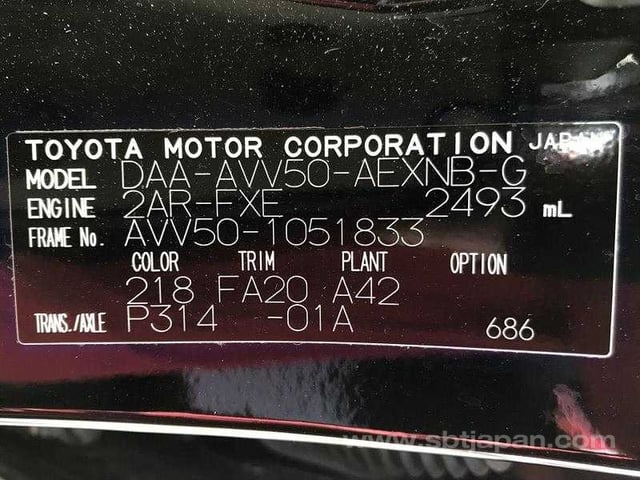 TOYOTA MOTOR CORPORATION JAPAN
MODEL DAA-AVV50-AEXNB-G
ENGINE 2AR-FXE 2493 mL
FRAME No. AVV50-1051833
COLOR TRIM PLANT OPTION
218 FA20 A42
TRANS./AXLE P314 -01A 686
www.sbtjapan.com